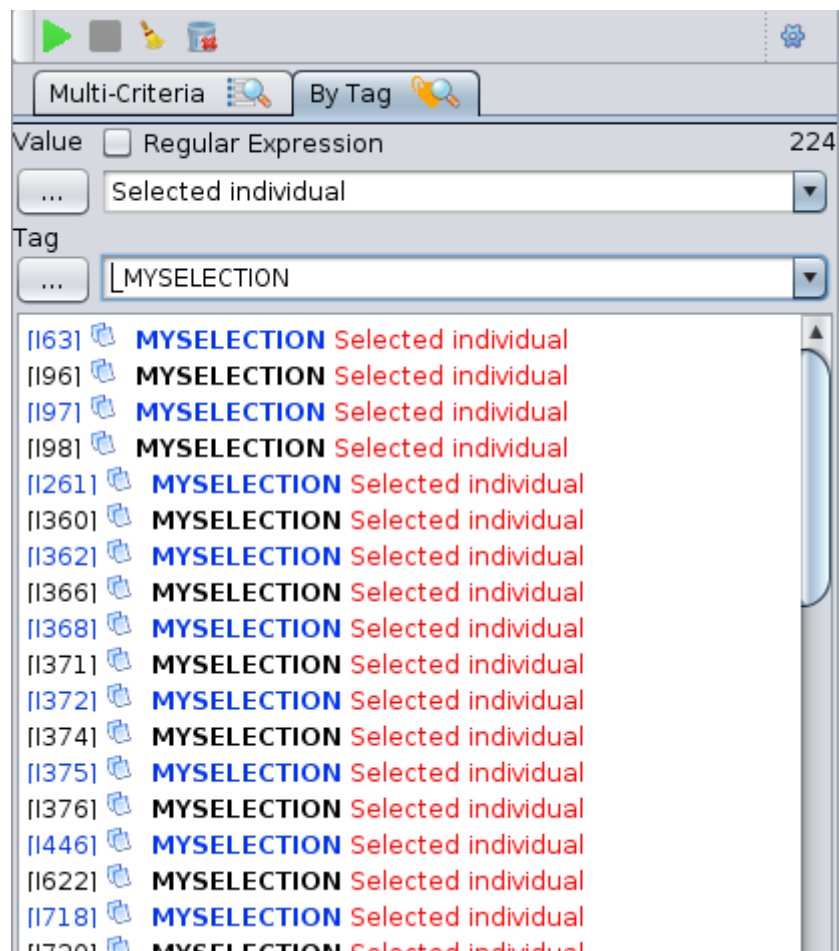 Multi-Criteria By Tag
Value Regular Expression 224
... Selected individual
Tag
... _MYSELECTION
[I63] MYSELECTION Selected individual
[I96] MYSELECTION Selected individual
[I97] MYSELECTION Selected individual
[I98] MYSELECTION Selected individual
[I261] MYSELECTION Selected individual
[I360] MYSELECTION Selected individual
[I362] MYSELECTION Selected individual
[I366] MYSELECTION Selected individual
[I368] MYSELECTION Selected individual
[I371] MYSELECTION Selected individual
[I372] MYSELECTION Selected individual
[I374] MYSELECTION Selected individual
[I375] MYSELECTION Selected individual
[I376] MYSELECTION Selected individual
[I446] MYSELECTION Selected individual
[I622] MYSELECTION Selected individual
[I718] MYSELECTION Selected individual
MYSELECTION Selected individual